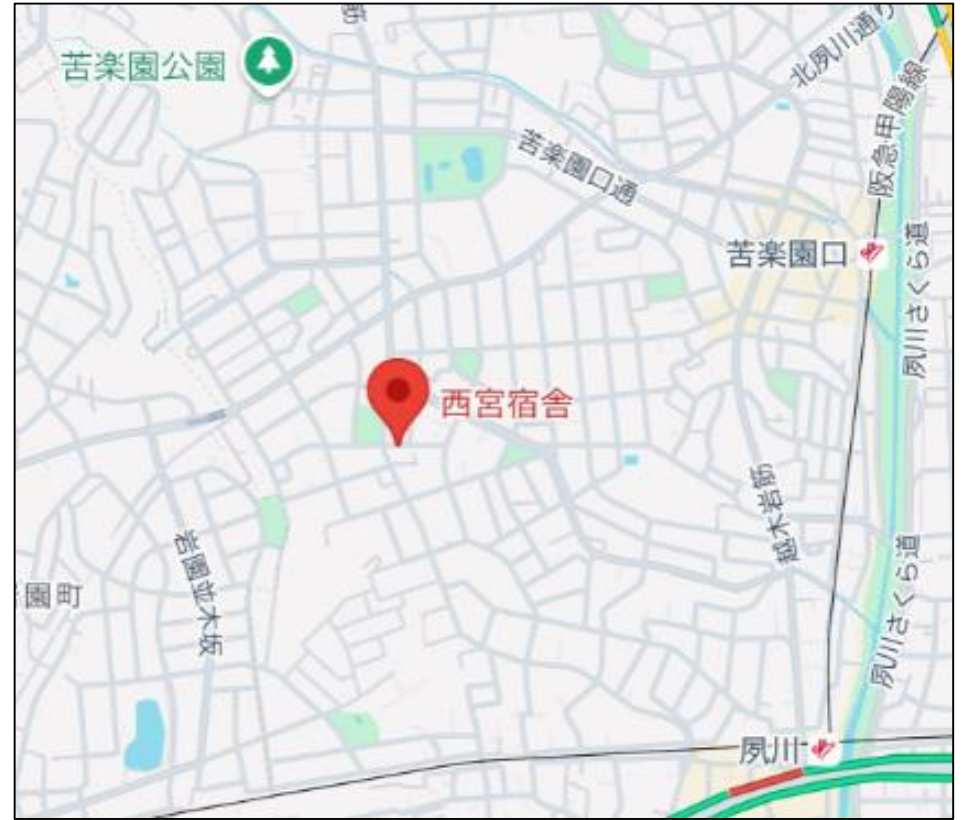 苦楽園公園
北夙川通り
阪急甲陽線
苦楽園口通
苦楽園口
夙川さくら道
西宮宿舎
越木岩筋
岩園並木坂
園町
夙川さくら道
夙川